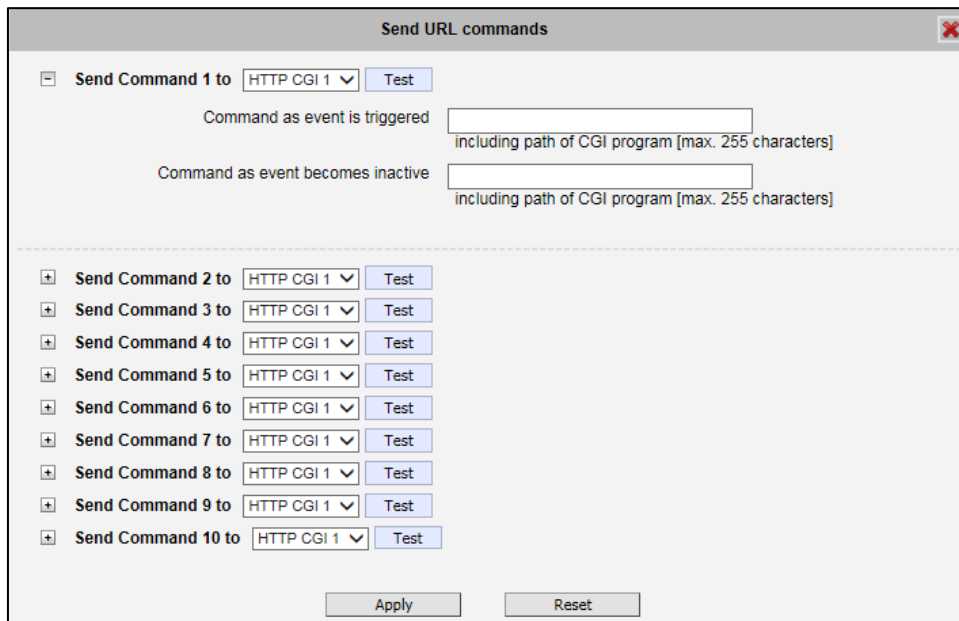 Send URL commands
Send Command 1 to HTTP CGI 1 Test
Command as event is triggered
including path of CGI program [max. 255 characters]
Command as event becomes inactive
including path of CGI program [max. 255 characters]
Send Command 2 to HTTP CGI 1 Test
Send Command 3 to HTTP CGI 1 Test
Send Command 4 to HTTP CGI 1 Test
Send Command 5 to HTTP CGI 1 Test
Send Command 6 to HTTP CGI 1 Test
Send Command 7 to HTTP CGI 1 Test
Send Command 8 to HTTP CGI 1 Test
Send Command 9 to HTTP CGI 1 Test
Send Command 10 to HTTP CGI 1 Test
Apply Reset